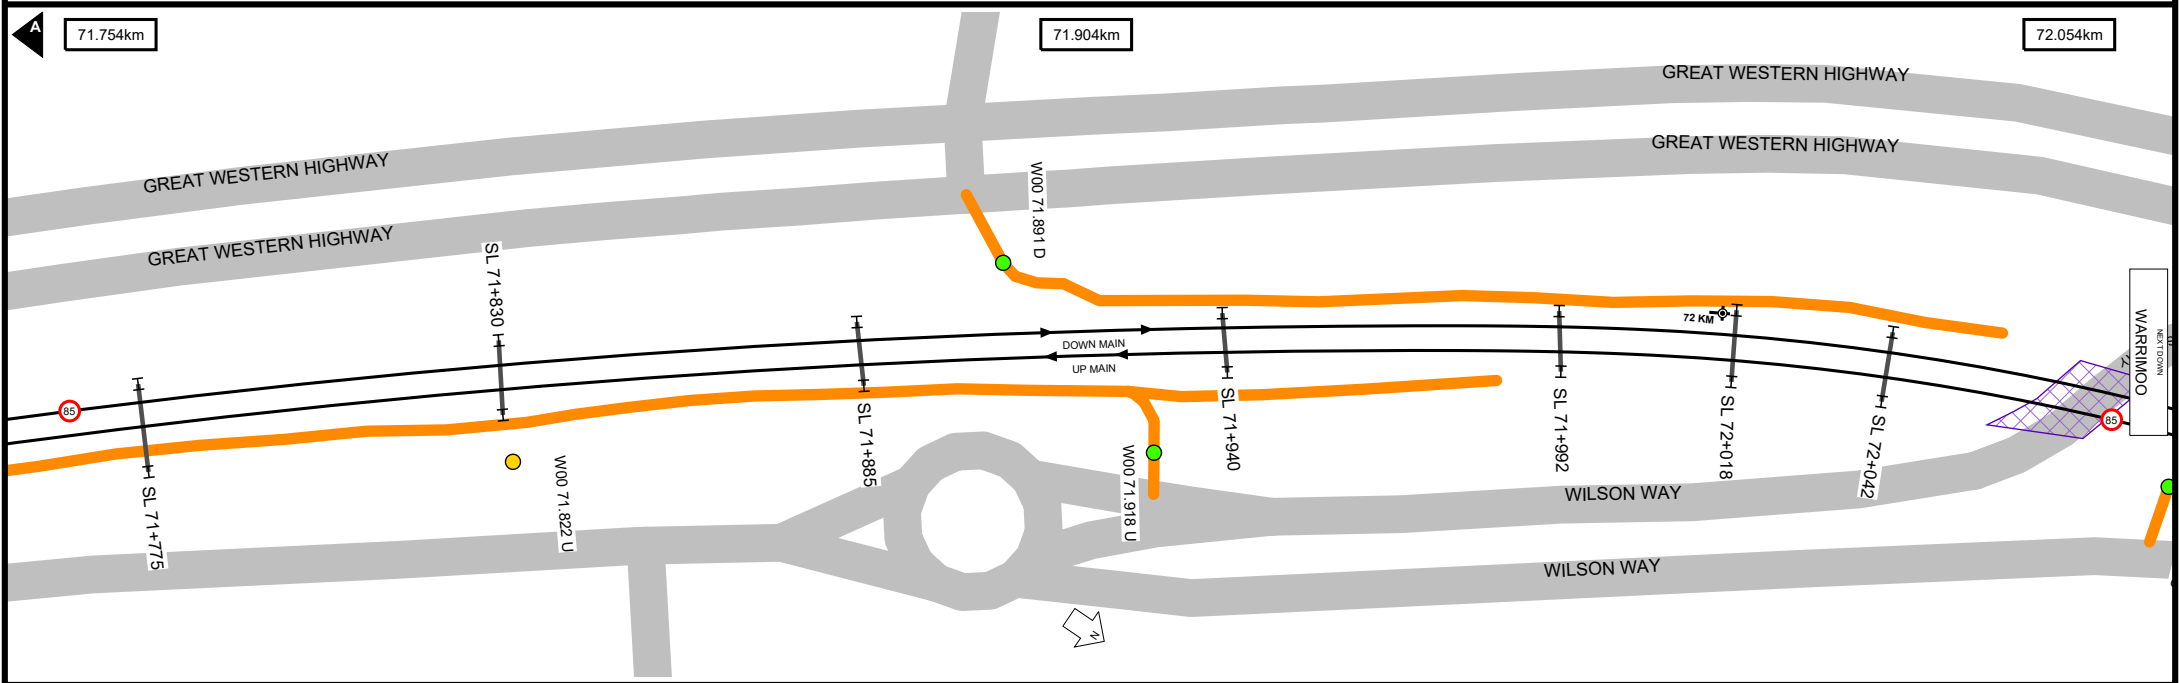 A
71.754km
71.904km
72.054km
GREAT WESTERN HIGHWAY
GREAT WESTERN HIGHWAY
GREAT WESTERN HIGHWAY
GREAT WESTERN HIGHWAY
W00 71.891 D
SL 71+830
72 KM
DOWN MAIN
UP MAIN
NEXT DOWN
WARRIMOO
85
85
SL 71+775
W00 71.822 U
SL 71+885
W00 71.918 U
SL 71+940
SL 71+992
SL 72+018
SL 72+042
WILSON WAY
WILSON WAY
N